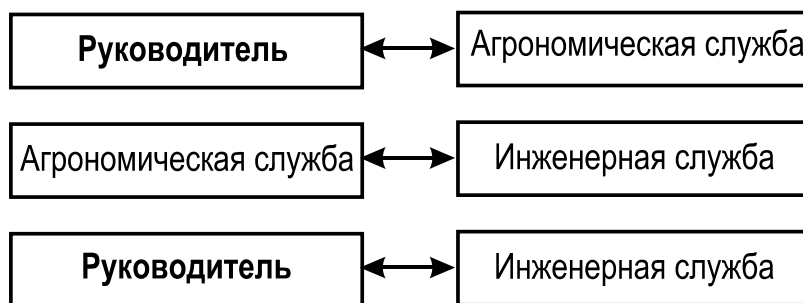 Руководитель Агрономическая служба
Агрономическая служба Инженерная служба
Руководитель Инженерная служба